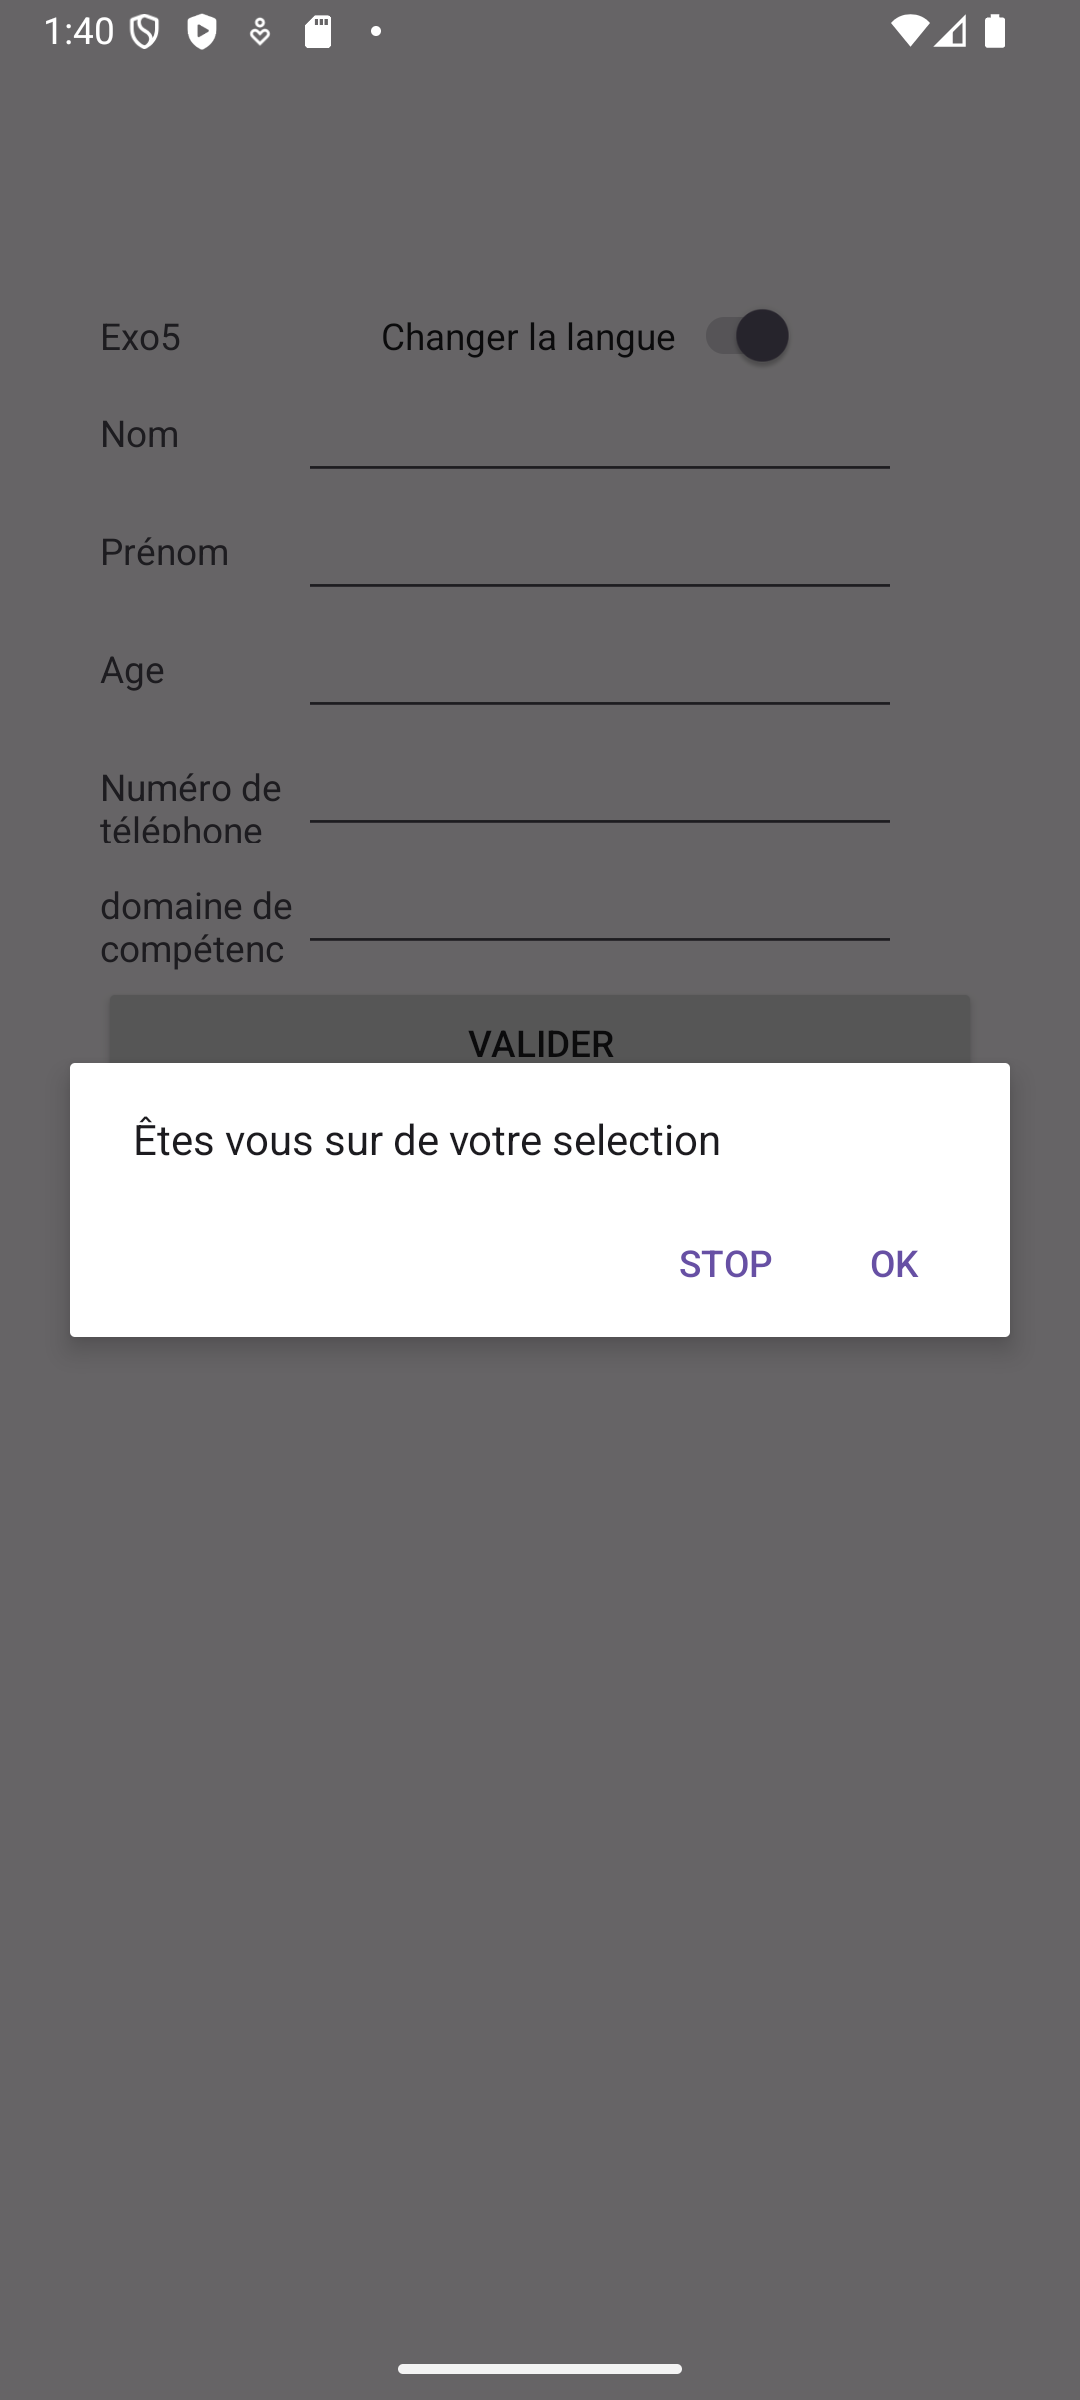 1:40
Exo5 Changer la langue
Nom
Prénom
Age
Numéro de
téléphone
domaine de
compétenc
VALIDER
Êtes vous sur de votre selection
STOP OK